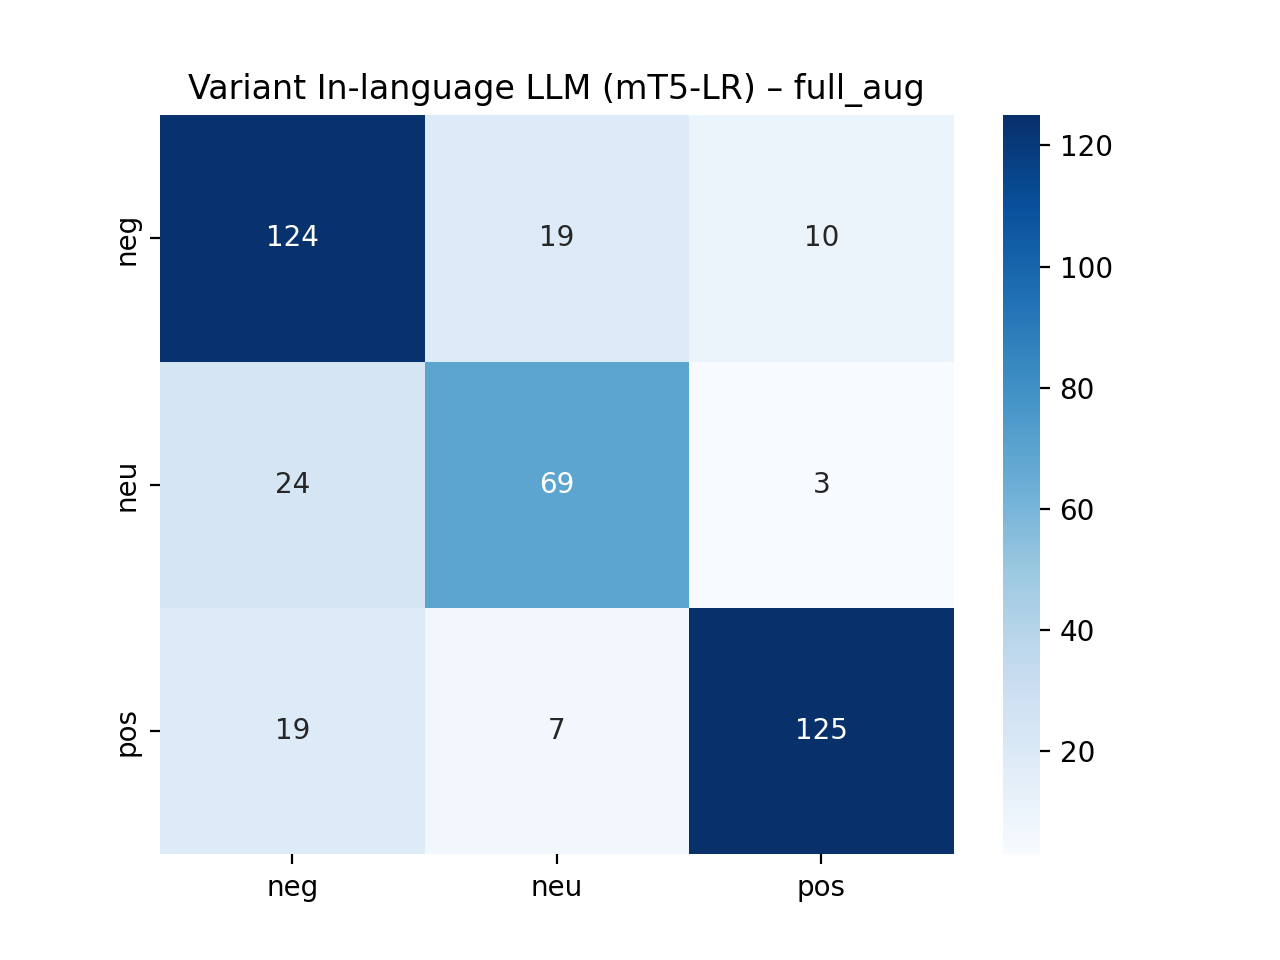 Variant In-language LLM (mT5-LR) – full_aug
neg 124 19 10
neu 24 69 3
pos 19 7 125
neg neu pos
120
100
80
60
40
20